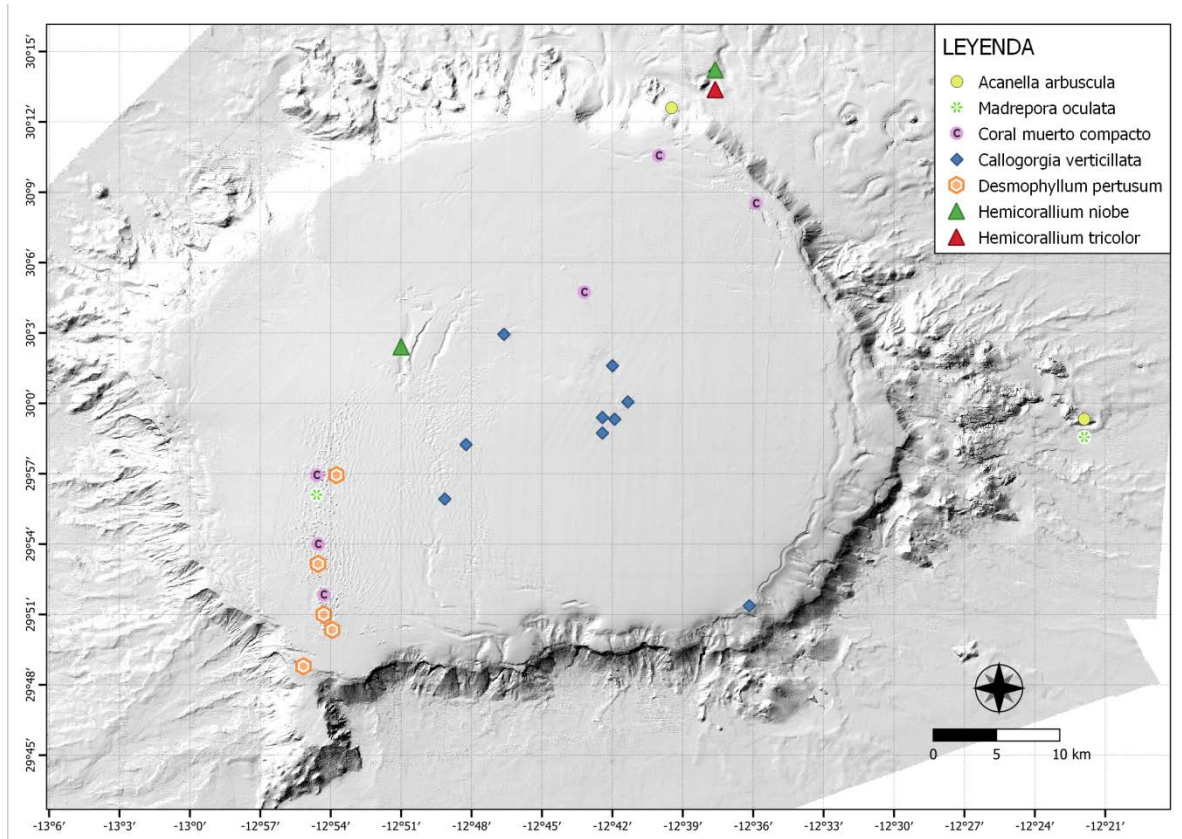 LEYENDA
Acanella arbuscula
Madrepora oculata
C Coral muerto compacto
Callogorgia verticillata
Desmophyllum pertusum
Hemicorallium niobe
Hemicorallium tricolor
30°15'
30°12'
30°9'
30°6'
30°3'
30°0'
29°57'
29°54'
29°51'
29°48'
29°45'
C
C
C
C
C
C
0 5 10 km
-13°6' -13°3' -13°0' -12°57' -12°54' -12°51' -12°48' -12°45' -12°42' -12°39' -12°36' -12°33' -12°30' -12°27' -12°24' -12°21'